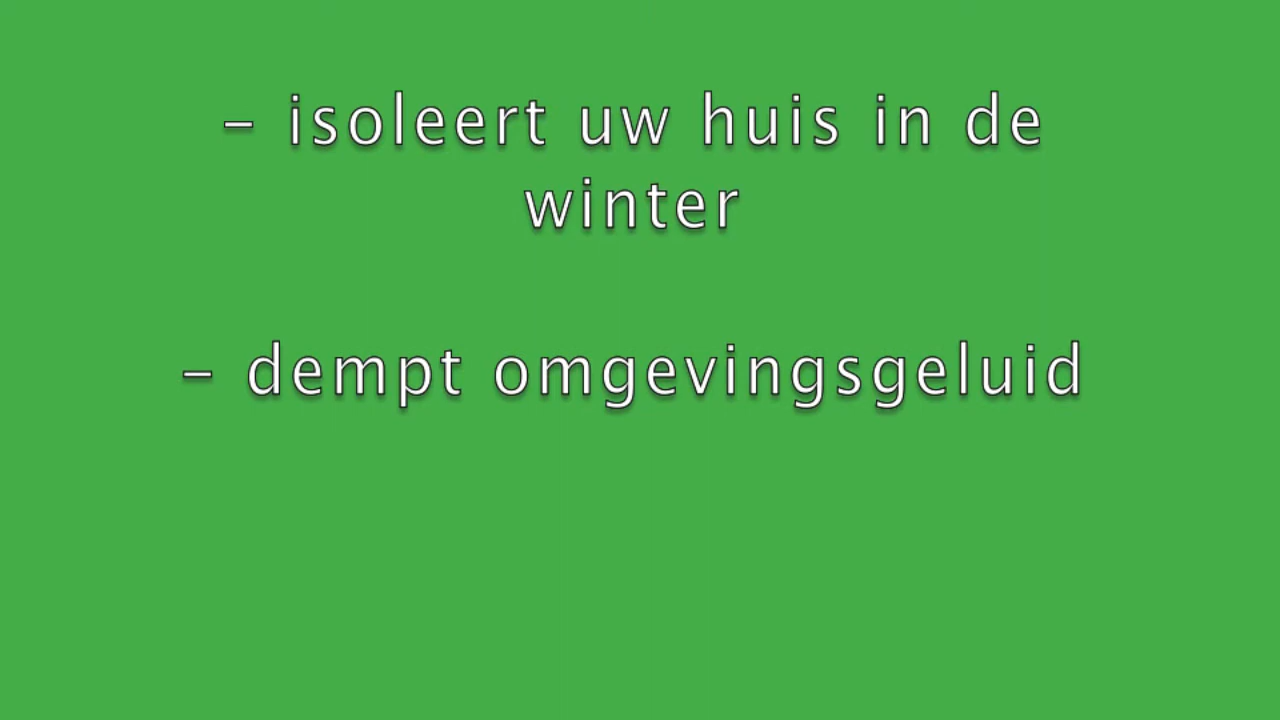 – isoleert uw huis in de
winter
– dempt omgevingsgeluid